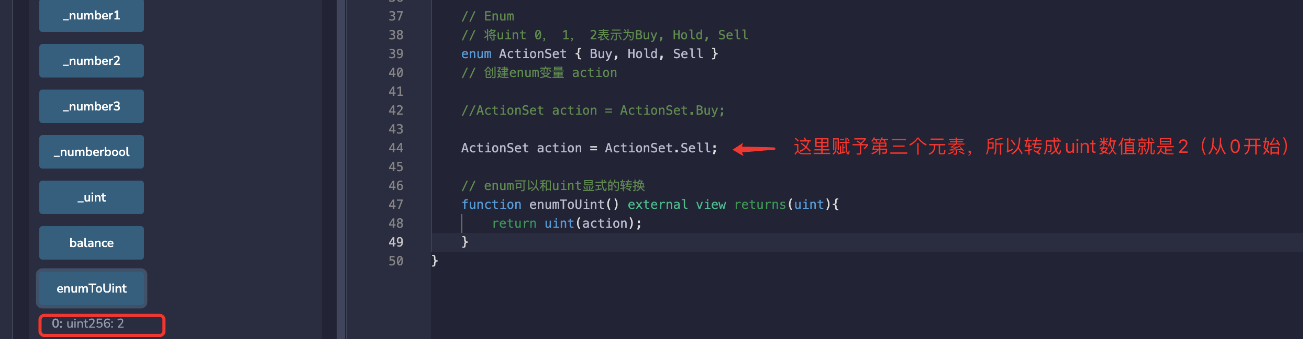 _number1
_number2
_number3
_numberbool
_uint
balance
enumToUint
0: uint256: 2
37 // Enum
38 // 将uint 0， 1， 2表示为Buy, Hold, Sell
39 enum ActionSet { Buy, Hold, Sell }
40 // 创建enum变量 action
41
42 //ActionSet action = ActionSet.Buy;
43
44 ActionSet action = ActionSet.Sell; 这里赋予第三个元素，所以转成uint数值就是2（从0开始）
45
46 // enum可以和uint显式的转换
47 function enumToUint() external view returns(uint){
48 return uint(action);
49 }
50 }